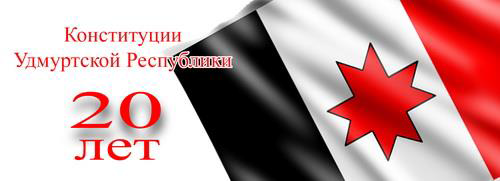 Конституции
Удмуртской Республики
20
лет